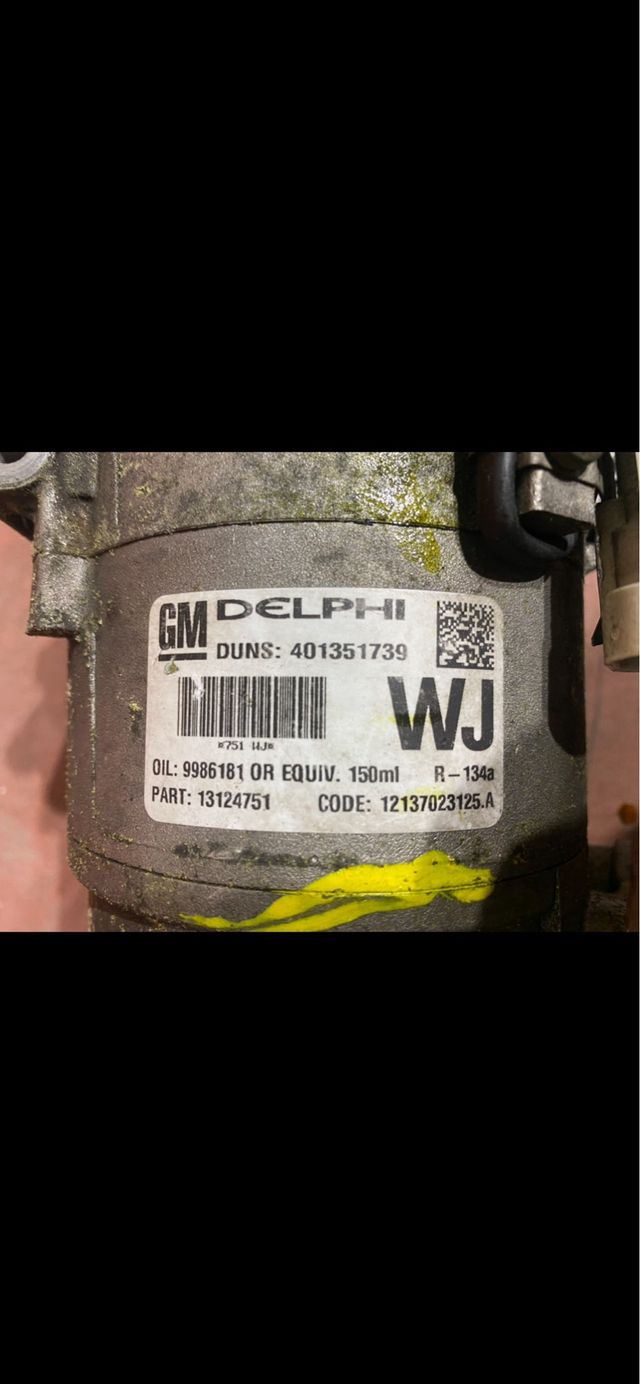 GM DELPHI
DUNS: 401351739
WJ
¤751 WJ¤
OIL: 9986181 OR EQUIV. 150ml R-134a
PART: 13124751 CODE: 12137023125.A